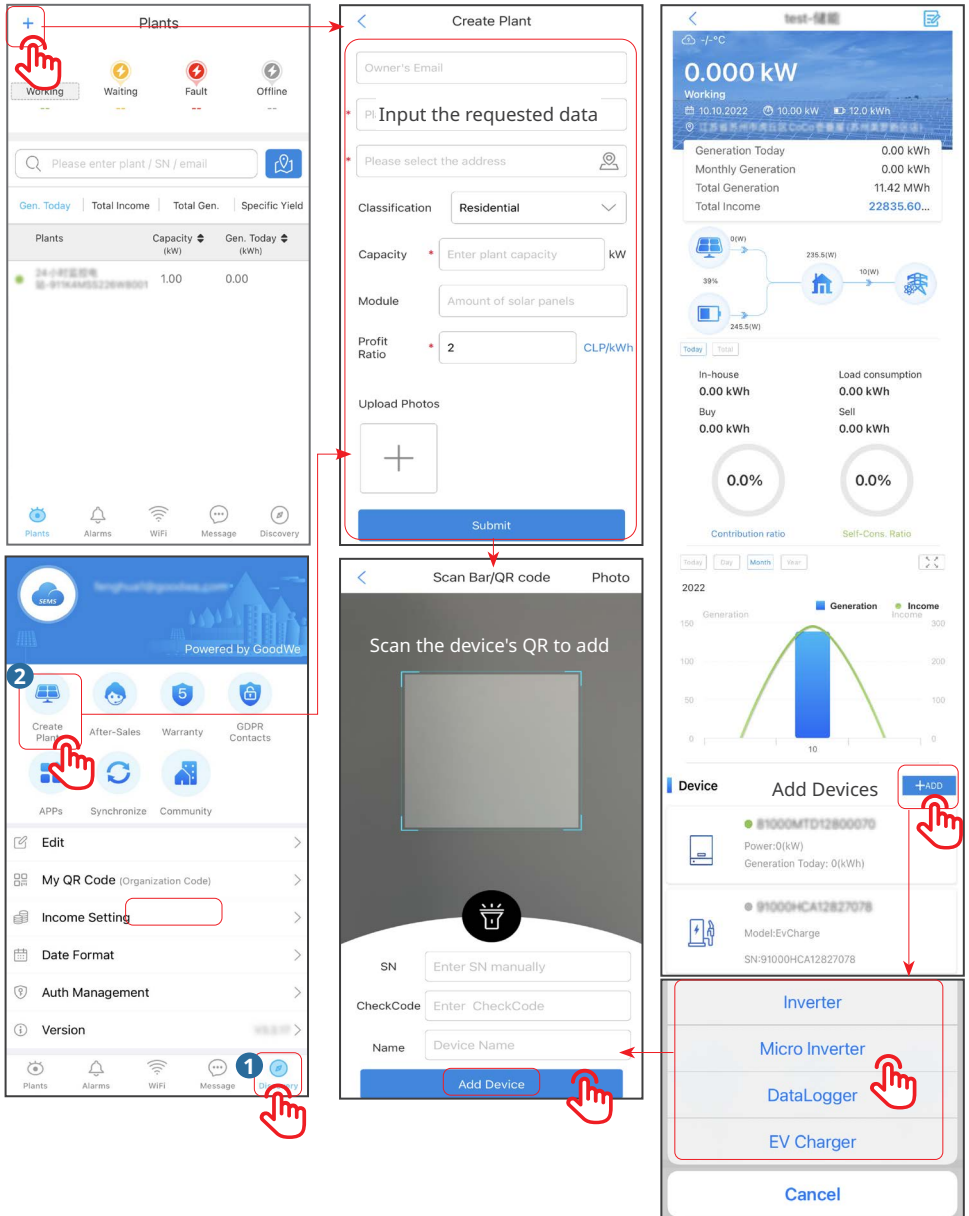 + Plants
Working Waiting Fault Offline
-- -- -- --
Please enter plant / SN / email
Gen. Today Total Income Total Gen. Specific Yield
Plants Capacity (kW) Gen. Today (kWh)
1.00 0.00
Plants Alarms WiFi Message Discovery
Create Plant
Owner's Email
Input the requested data
* Please select the address
Classification Residential
Capacity * Enter plant capacity kW
Module Amount of solar panels
Profit Ratio * 2 CLP/kWh
Upload Photos
Submit
SEMS
Powered by GoodWe
2
5
Create After-Sales Warranty GDPR
Plants Contacts
APPs Synchronize Community
Edit
My QR Code (Organization Code)
Income Setting
Date Format
Auth Management
Version
1
Plants Alarms WiFi Message Discovery
Scan Bar/QR code Photo
Scan the device's QR to add
SN Enter SN manually
CheckCode Enter CheckCode
Name Device Name
Add Device
test-储能
-/-°C
0.000 kW
Working
10.10.2022 10.00 kW 12.0 kWh
Generation Today 0.00 kWh
Monthly Generation 0.00 kWh
Total Generation 11.42 MWh
Total Income 22835.60...
0(W)
235.5(W)
10(W)
39%
245.5(W)
Today Total
In-house Load consumption
0.00 kWh 0.00 kWh
Buy Sell
0.00 kWh 0.00 kWh
0.0% 0.0%
Contribution ratio Self-Cons. Ratio
Today Day Month Year
2022
Generation Income
Generation Income
150 300
100 200
50 100
0 0
10
Device Add Devices +ADD
81000MTD12800070
Power:0(kW)
Generation Today: 0(kWh)
91000HCA12827078
Model:EvCharge
SN:91000HCA12827078
Inverter
Micro Inverter
DataLogger
EV Charger
Cancel